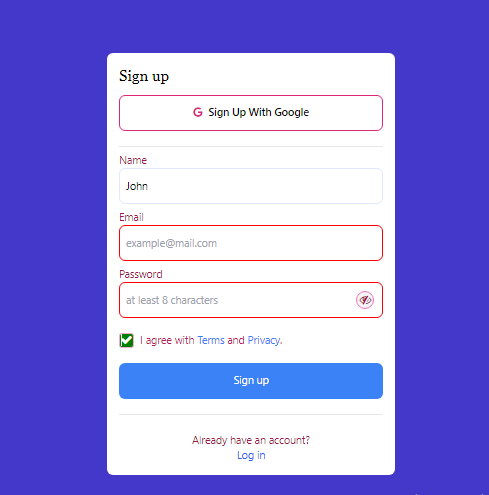 Sign up
G Sign Up With Google
Name
John
Email
example@mail.com
Password
at least 8 characters
I agree with Terms and Privacy.
Sign up
Already have an account?
Log in